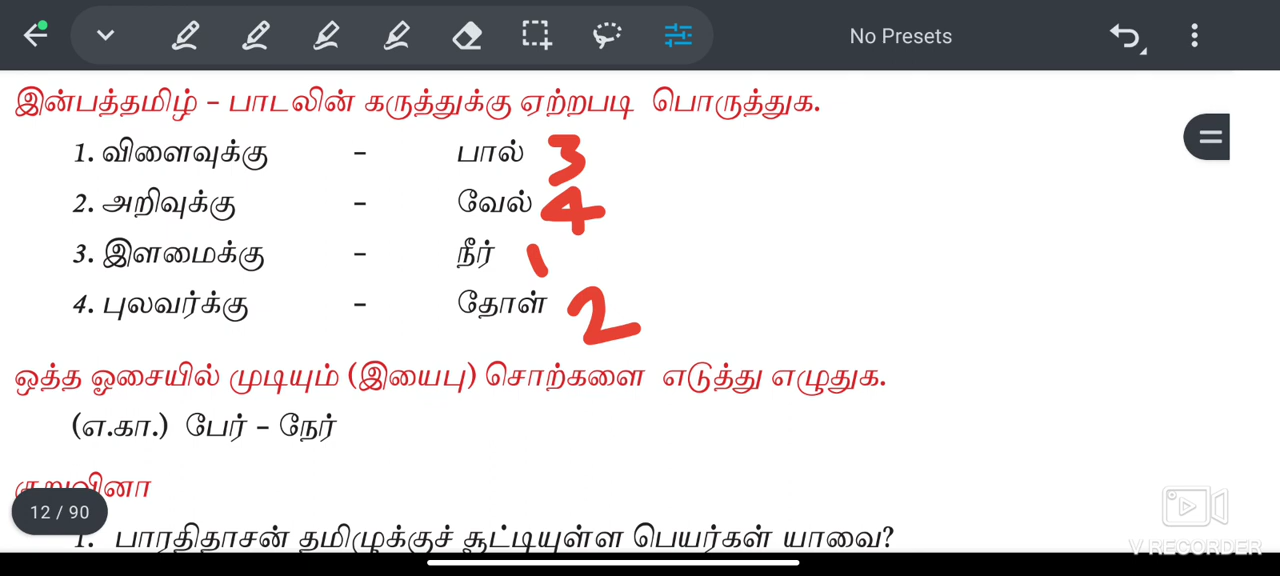 No Presets
இன்பத்தமிழ் – பாடலின் கருத்துக்கு ஏற்றபடி பொருத்துக.
1. விளைவுக்கு – பால் 3
2. அறிவுக்கு – வேல் 4
3. இளமைக்கு – நீர் 1
4. புலவர்க்கு – தோள் 2
ஒத்த ஓசையில் முடியும் (இயைபு) சொற்களை எடுத்து எழுதுக.
(எ.கா.) பேர் – நேர்
குறுவினா
12 / 90
1. பாரதிதாசன் தமிழுக்குச் சூட்டியுள்ள பெயர்கள் யாவை?
V RECORDER